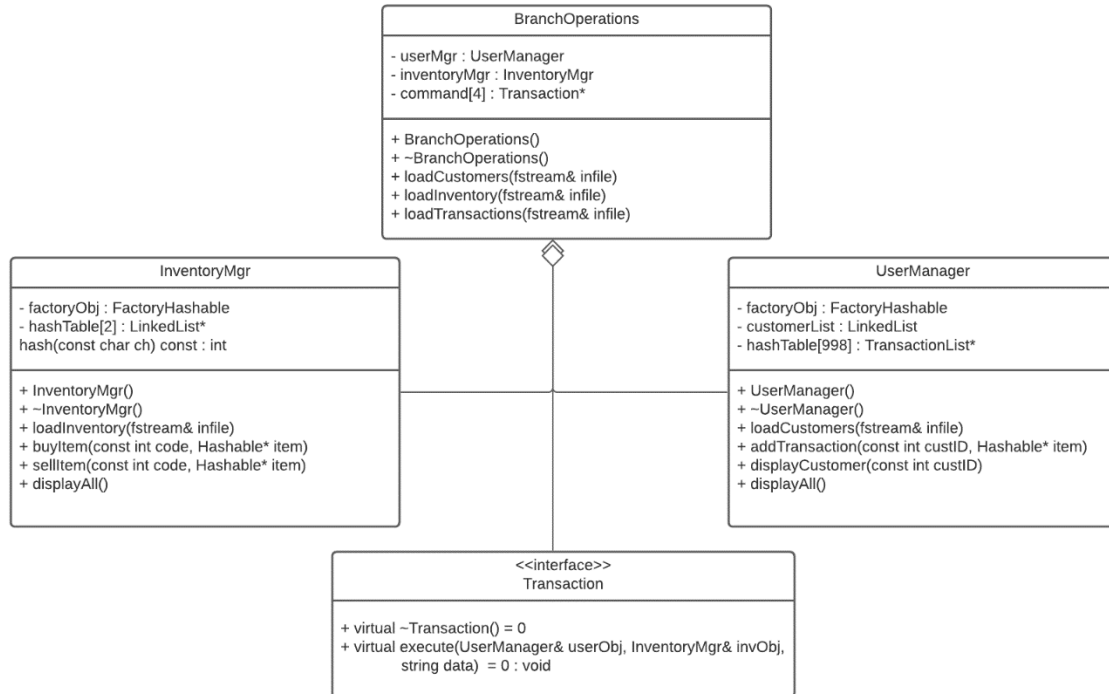 BranchOperations
- userMgr : UserManager
- inventoryMgr : InventoryMgr
- command[4] : Transaction*
+ BranchOperations()
+ ~BranchOperations()
+ loadCustomers(fstream& infile)
+ loadInventory(fstream& infile)
+ loadTransactions(fstream& infile)
InventoryMgr
- factoryObj : FactoryHashable
- hashTable[2] : LinkedList*
hash(const char ch) const : int
+ InventoryMgr()
+ ~InventoryMgr()
+ loadInventory(fstream& infile)
+ buyItem(const int code, Hashable* item)
+ sellItem(const int code, Hashable* item)
+ displayAll()
UserManager
- factoryObj : FactoryHashable
- customerList : LinkedList
- hashTable[998] : TransactionList*
+ UserManager()
+ ~UserManager()
+ loadCustomers(fstream& infile)
+ addTransaction(const int custID, Hashable* item)
+ displayCustomer(const int custID)
+ displayAll()
<<interface>>
Transaction
+ virtual ~Transaction() = 0
+ virtual execute(UserManager& userObj, InventoryMgr& invObj,
string data) = 0 : void